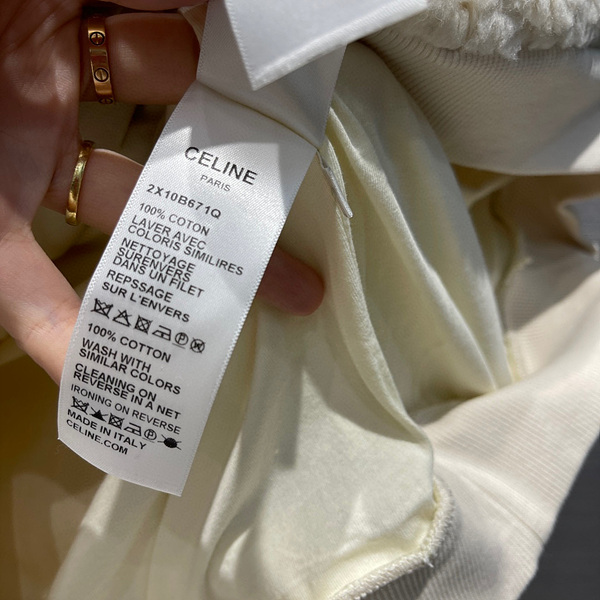 CELINE
PARIS
2X10B671Q
100% COTON
LAVER AVEC
COLORIS SIMILIRES
NETTOYAGE
SURENVERS
DANS UN FILET
REPSSAGE
SUR L'ENVERS
100% COTTON
WASH WITH
SIMILAR COLORS
CLEANING ON
REVERSE IN A NET
IRONING ON REVERSE
MADE IN ITALY
CELINE.COM